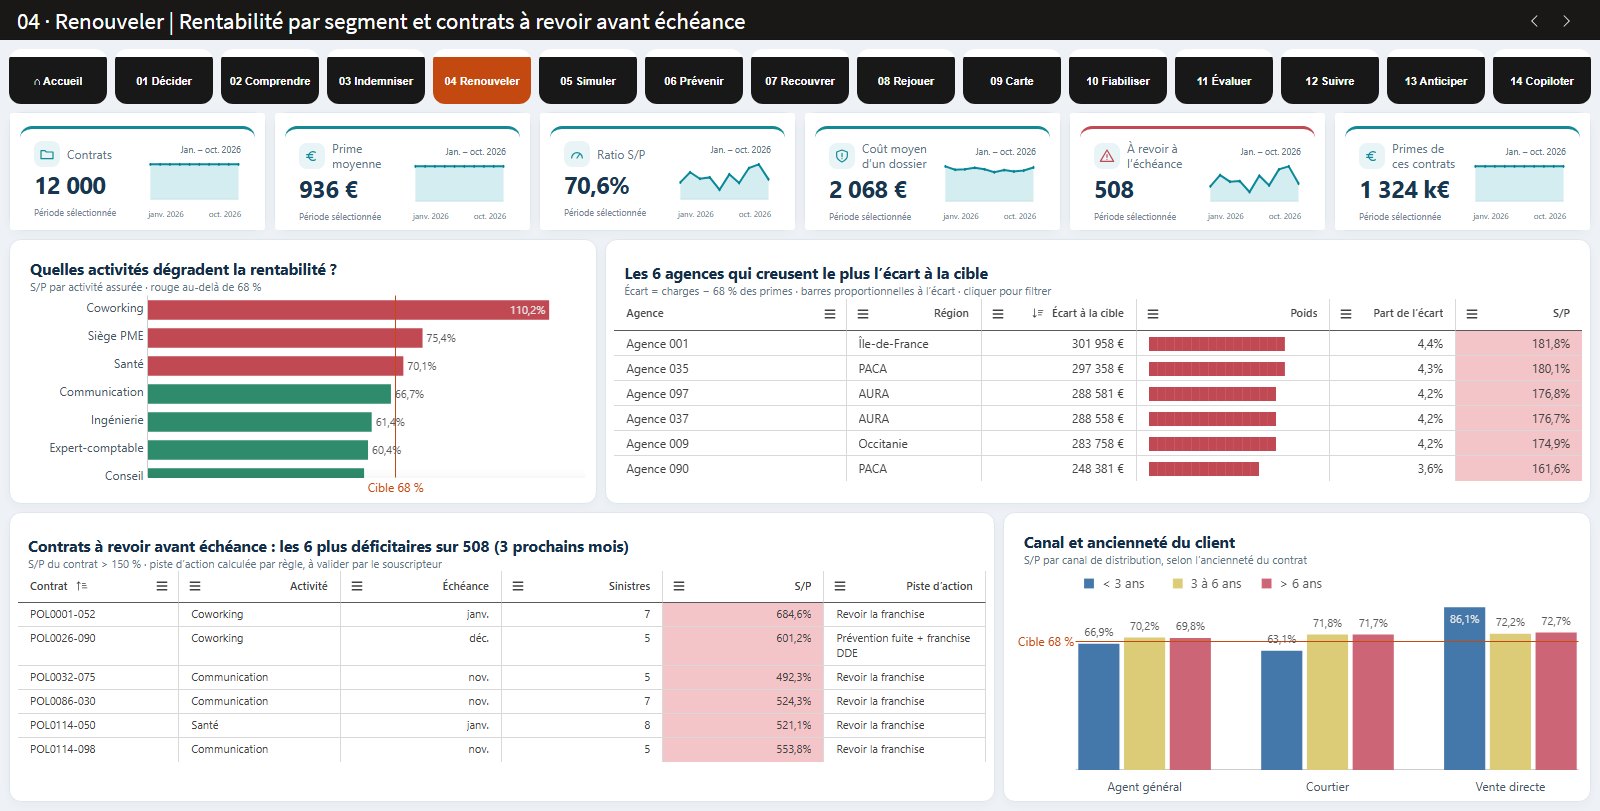 04 · Renouveler | Rentabilité par segment et contrats à revoir avant échéance
∩ Accueil
01 Décider
02 Comprendre
03 Indemniser
04 Renouveler
05 Simuler
06 Prévenir
07 Recouvrer
08 Rejouer
09 Carte
10 Fiabiliser
11 Évaluer
12 Suivre
13 Anticiper
14 Copiloter
Contrats
Jan. – oct. 2026
12 000
Période sélectionnée
janv. 2026 oct. 2026
Prime
moyenne
Jan. – oct. 2026
936 €
Période sélectionnée
janv. 2026 oct. 2026
Ratio S/P
Jan. – oct. 2026
70,6%
Période sélectionnée
janv. 2026 oct. 2026
Coût moyen
d'un dossier
Jan. – oct. 2026
2 068 €
Période sélectionnée
janv. 2026 oct. 2026
À revoir à
l'échéance
Jan. – oct. 2026
508
Période sélectionnée
janv. 2026 oct. 2026
Primes de
ces contrats
Jan. – oct. 2026
1 324 k€
Période sélectionnée
janv. 2026 oct. 2026
Quelles activités dégradent la rentabilité ?
S/P par activité assurée · rouge au-delà de 68 %
Coworking 110,2%
Siège PME 75,4%
Santé 70,1%
Communication 66,7%
Ingénierie 61,4%
Expert-comptable 60,4%
Conseil
Cible 68 %
Les 6 agences qui creusent le plus l'écart à la cible
Écart = charges – 68 % des primes · barres proportionnelles à l'écart · cliquer pour filtrer
Agence Région Écart à la cible Poids Part de l'écart S/P
Agence 001 Île-de-France 301 958 € 4,4% 181,8%
Agence 035 PACA 297 358 € 4,3% 180,1%
Agence 097 AURA 288 581 € 4,2% 176,8%
Agence 037 AURA 288 558 € 4,2% 176,7%
Agence 009 Occitanie 283 758 € 4,2% 174,9%
Agence 090 PACA 248 381 € 3,6% 161,6%
Contrats à revoir avant échéance : les 6 plus déficitaires sur 508 (3 prochains mois)
S/P du contrat > 150 % · piste d'action calculée par règle, à valider par le souscripteur
Contrat Activité Échéance Sinistres S/P Piste d'action
POL0001-052 Coworking janv. 7 684,6% Revoir la franchise
POL0026-090 Coworking déc. 5 601,2% Prévention fuite + franchise
DDE
POL0032-075 Communication nov. 5 492,3% Revoir la franchise
POL0086-030 Communication nov. 7 524,3% Revoir la franchise
POL0114-050 Santé janv. 8 521,1% Revoir la franchise
POL0114-098 Communication nov. 5 553,8% Revoir la franchise
Canal et ancienneté du client
S/P par canal de distribution, selon l'ancienneté du contrat
< 3 ans 3 à 6 ans > 6 ans
Cible 68 %
66,9% 70,2% 69,8%
63,1% 71,8% 71,7%
86,1% 72,2% 72,7%
Agent général Courtier Vente directe